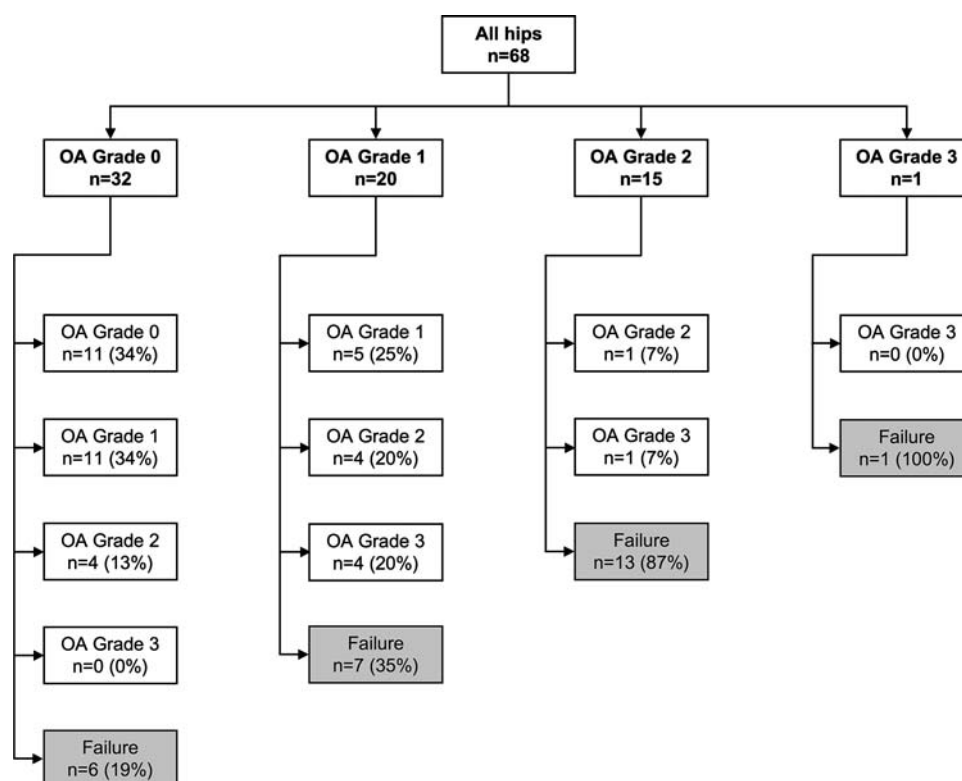 All hips
n=68
OA Grade 0
n=32
OA Grade 1
n=20
OA Grade 2
n=15
OA Grade 3
n=1
OA Grade 0
n=11 (34%)
OA Grade 1
n=11 (34%)
OA Grade 2
n=4 (13%)
OA Grade 3
n=0 (0%)
Failure
n=6 (19%)
OA Grade 1
n=5 (25%)
OA Grade 2
n=4 (20%)
OA Grade 3
n=4 (20%)
Failure
n=7 (35%)
OA Grade 2
n=1 (7%)
OA Grade 3
n=1 (7%)
Failure
n=13 (87%)
OA Grade 3
n=0 (0%)
Failure
n=1 (100%)